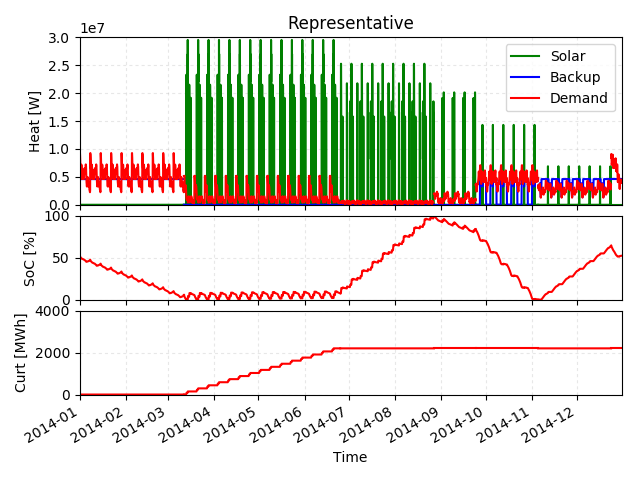 Representative
1e7
3.0
2.5
2.0
1.5
1.0
0.5
0.0
Heat [W]
Solar
Backup
Demand
100
50
0
SoC [%]
4000
2000
0
Curt [MWh]
2014-01
2014-02
2014-03
2014-04
2014-05
2014-06
2014-07
2014-08
2014-09
2014-10
2014-11
2014-12
Time